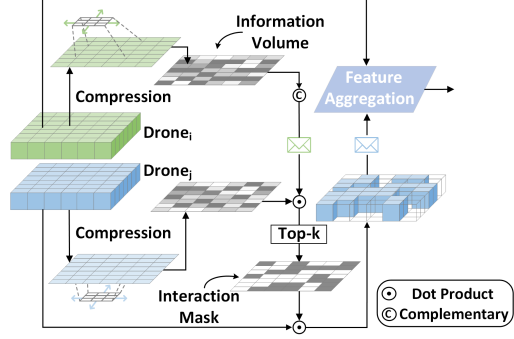 Information
Volume
Feature
Aggregation
Compression
C
Drone_i
Drone_j
Compression
Top-k
Interaction
Mask
Dot Product
C Complementary